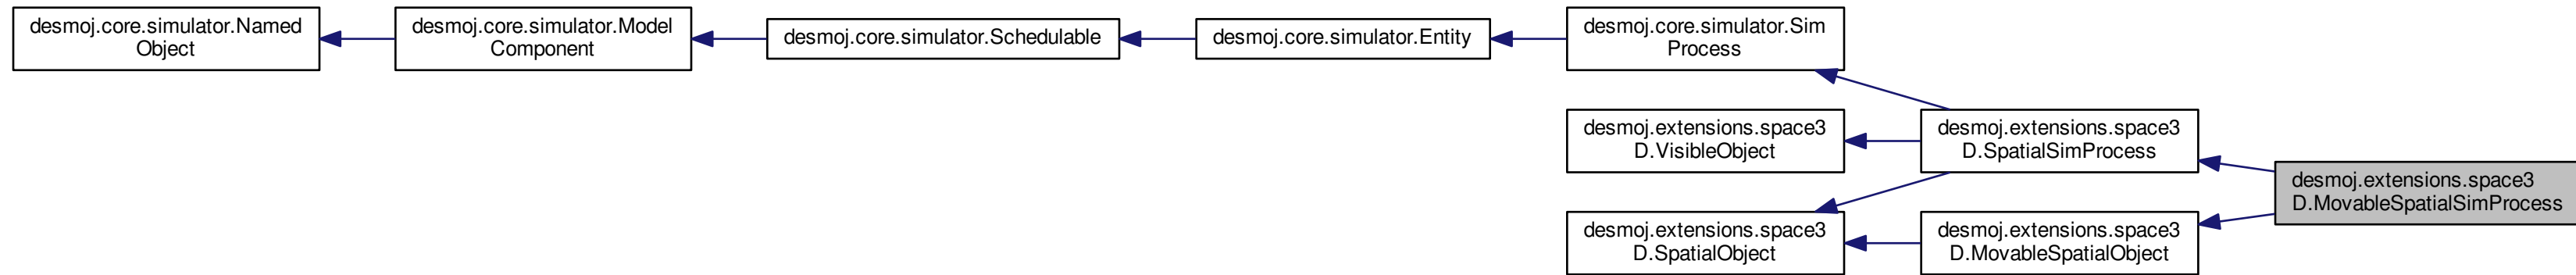 desmoj.core.simulator.Named
Object
desmoj.core.simulator.Model
Component
desmoj.core.simulator.Schedulable
desmoj.core.simulator.Entity
desmoj.core.simulator.Sim
Process
desmoj.extensions.space3
D.VisibleObject
desmoj.extensions.space3
D.SpatialSimProcess
desmoj.extensions.space3
D.MovableSpatialSimProcess
desmoj.extensions.space3
D.SpatialObject
desmoj.extensions.space3
D.MovableSpatialObject